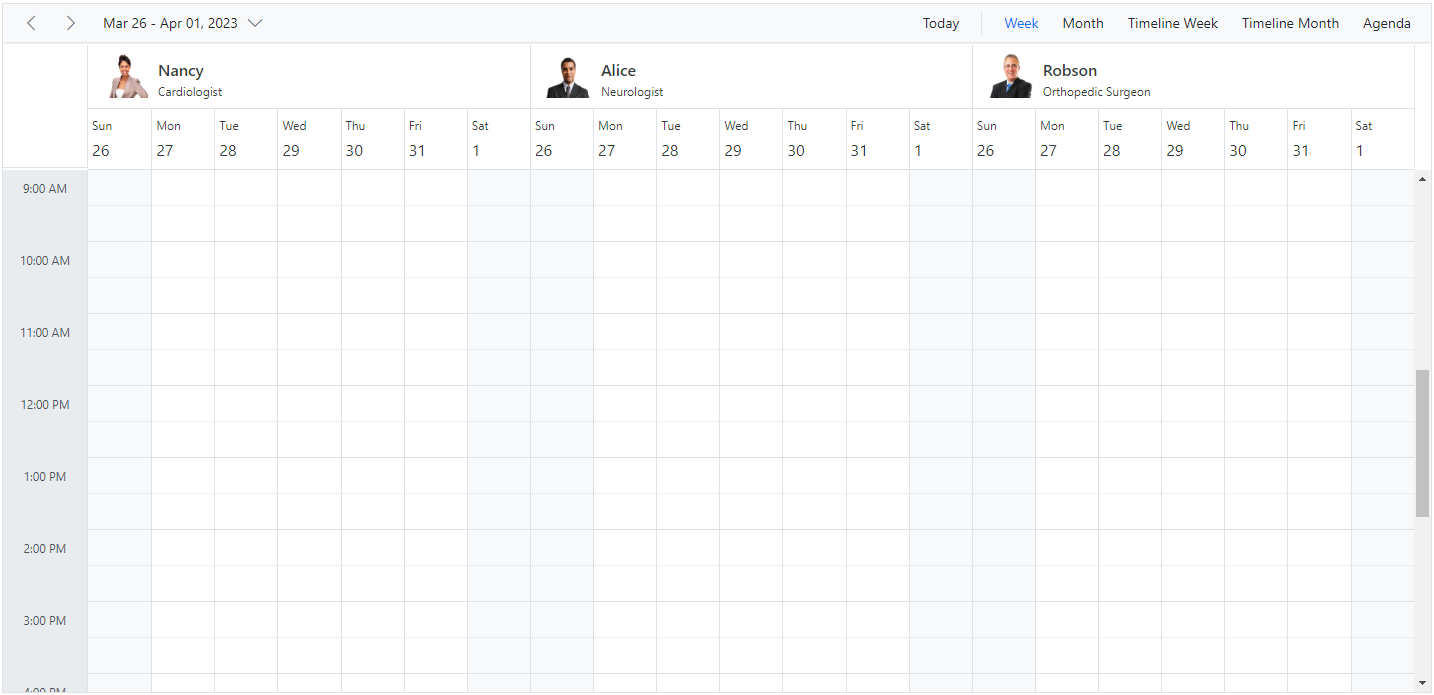 Mar 26 - Apr 01, 2023 Today Week Month Timeline Week Timeline Month Agenda
Nancy Alice Robson
Cardiologist Neurologist Orthopedic Surgeon
Sun Mon Tue Wed Thu Fri Sat Sun Mon Tue Wed Thu Fri Sat Sun Mon Tue Wed Thu Fri Sat
26 27 28 29 30 31 1 26 27 28 29 30 31 1 26 27 28 29 30 31 1
9:00 AM
10:00 AM
11:00 AM
12:00 PM
1:00 PM
2:00 PM
3:00 PM
4:00 PM